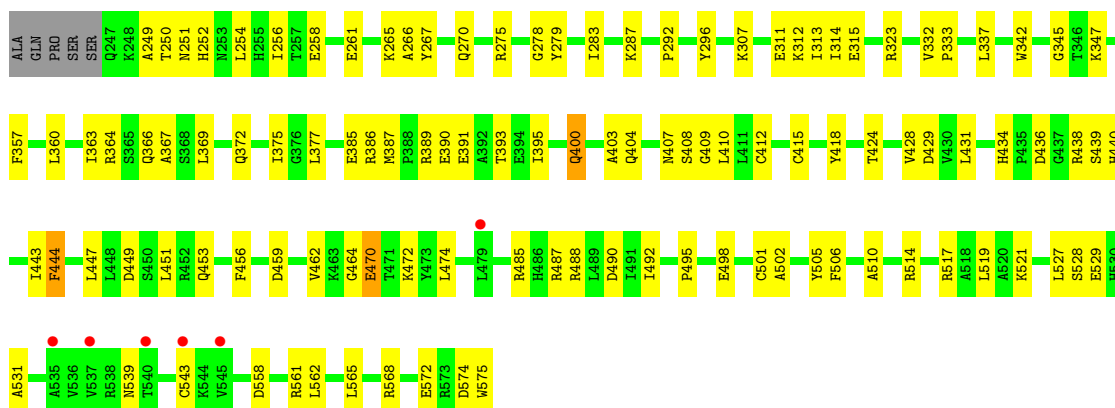 ALA GLN PRO SER SER Q247 K248 A249 T250 N251 H252 N253 L254 H255 I256 T257 E258 E261 K265 A266 Y267 Q270 R275 G278 Y279 I283 K287 P292 Y296 K307 E311 K312 I313 I314 E315 R323 V332 P333 L337 W342 G345 T346 K347
F357 L360 I363 R364 S365 Q366 A367 S368 L369 Q372 I375 G376 L377 E385 R386 M387 P388 R389 E390 E391 A392 T393 E394 I395 Q400 A403 Q404 N407 S408 G409 L410 L411 C412 C415 Y418 T424 V428 D429 V430 L431 H434 P435 D436 G437 R438 S439 H440
I443 F444 L447 L448 D449 S450 L451 R452 Q453 F456 D459 V462 K463 G464 E470 T471 K472 Y473 L474 L479 R485 H486 R487 R488 L489 D490 I491 I492 P495 E498 C501 A502 Y505 F506 A510 R514 R517 A518 L519 A520 K521 L527 S528 E529 H530
A531 A535 V536 V537 R538 N539 T540 C543 K544 V545 D558 R561 L562 L565 R568 E572 R573 D574 W575